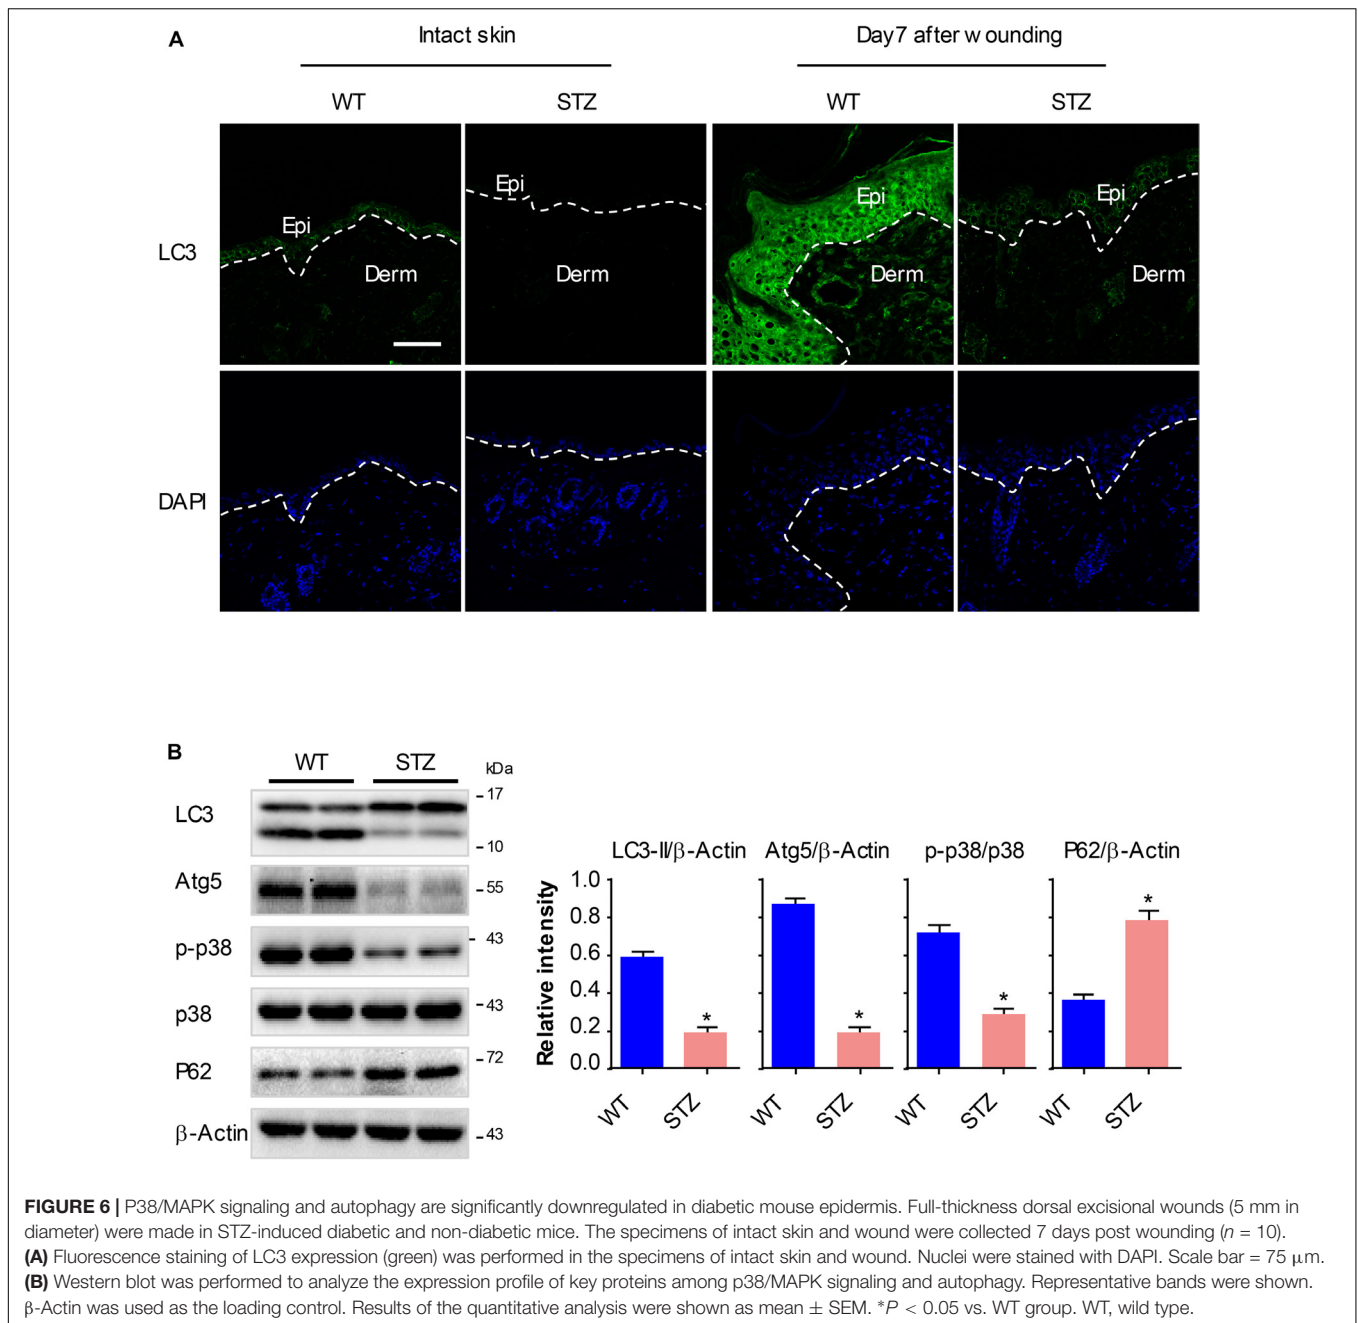 A
Intact skin
Day7 after wounding
WT
STZ
WT
STZ
LC3
Epi
Derm
Epi
Derm
Epi
Derm
Epi
Derm
DAPI
B
WT
STZ
kDa
LC3
17
10
Atg5
55
p-p38
43
p38
43
P62
72
β-Actin
43
LC3-II/β-Actin
Atg5/β-Actin
p-p38/p38
P62/β-Actin
Relative intensity
1.0
0.8
0.6
0.4
0.2
0.0
*
*
*
*
WT
STZ
WT
STZ
WT
STZ
WT
STZ
FIGURE 6 | P38/MAPK signaling and autophagy are significantly downregulated in diabetic mouse epidermis. Full-thickness dorsal excisional wounds (5 mm in
diameter) were made in STZ-induced diabetic and non-diabetic mice. The specimens of intact skin and wound were collected 7 days post wounding (n = 10).
(A) Fluorescence staining of LC3 expression (green) was performed in the specimens of intact skin and wound. Nuclei were stained with DAPI. Scale bar = 75 μm.
(B) Western blot was performed to analyze the expression profile of key proteins among p38/MAPK signaling and autophagy. Representative bands were shown.
β-Actin was used as the loading control. Results of the quantitative analysis were shown as mean ± SEM. *P < 0.05 vs. WT group. WT, wild type.